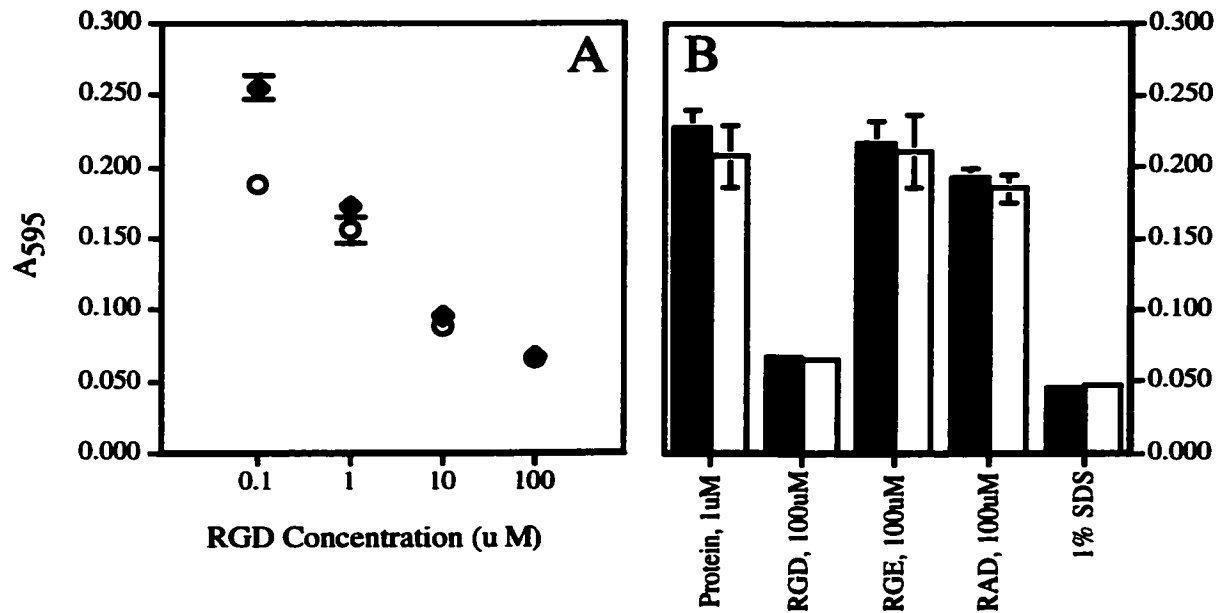 A
B
0.300
0.250
0.200
0.150
0.100
0.050
0.000
A595
0.1
1
10
100
RGD Concentration (u M)
0.300
0.250
0.200
0.150
0.100
0.050
0.000
Protein, 1uM
RGD, 100uM
RGE, 100uM
RAD, 100uM
1% SDS